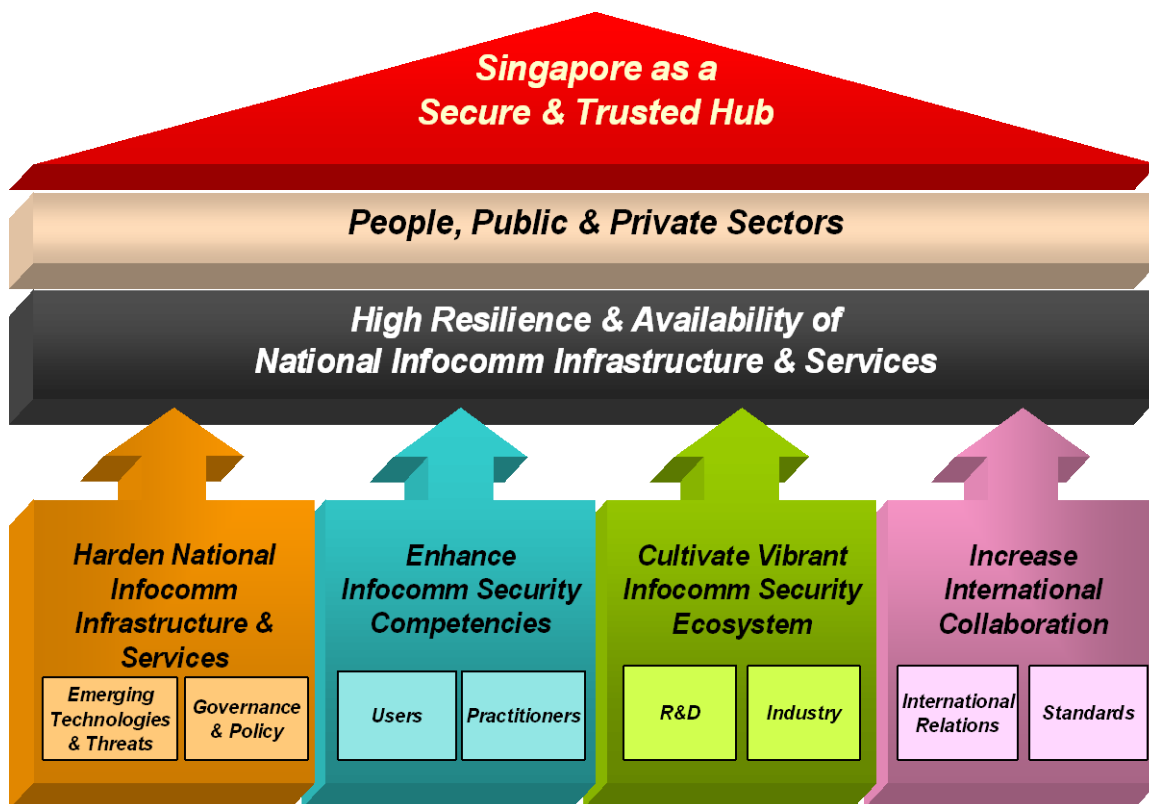 Singapore as a
Secure & Trusted Hub
People, Public & Private Sectors
High Resilience & Availability of
National Infocomm Infrastructure & Services
Harden National
Infocomm
Infrastructure &
Services
Emerging
Technologies
& Threats
Governance
& Policy
Enhance
Infocomm Security
Competencies
Users
Practitioners
Cultivate Vibrant
Infocomm Security
Ecosystem
R&D
Industry
Increase
International
Collaboration
International
Relations
Standards